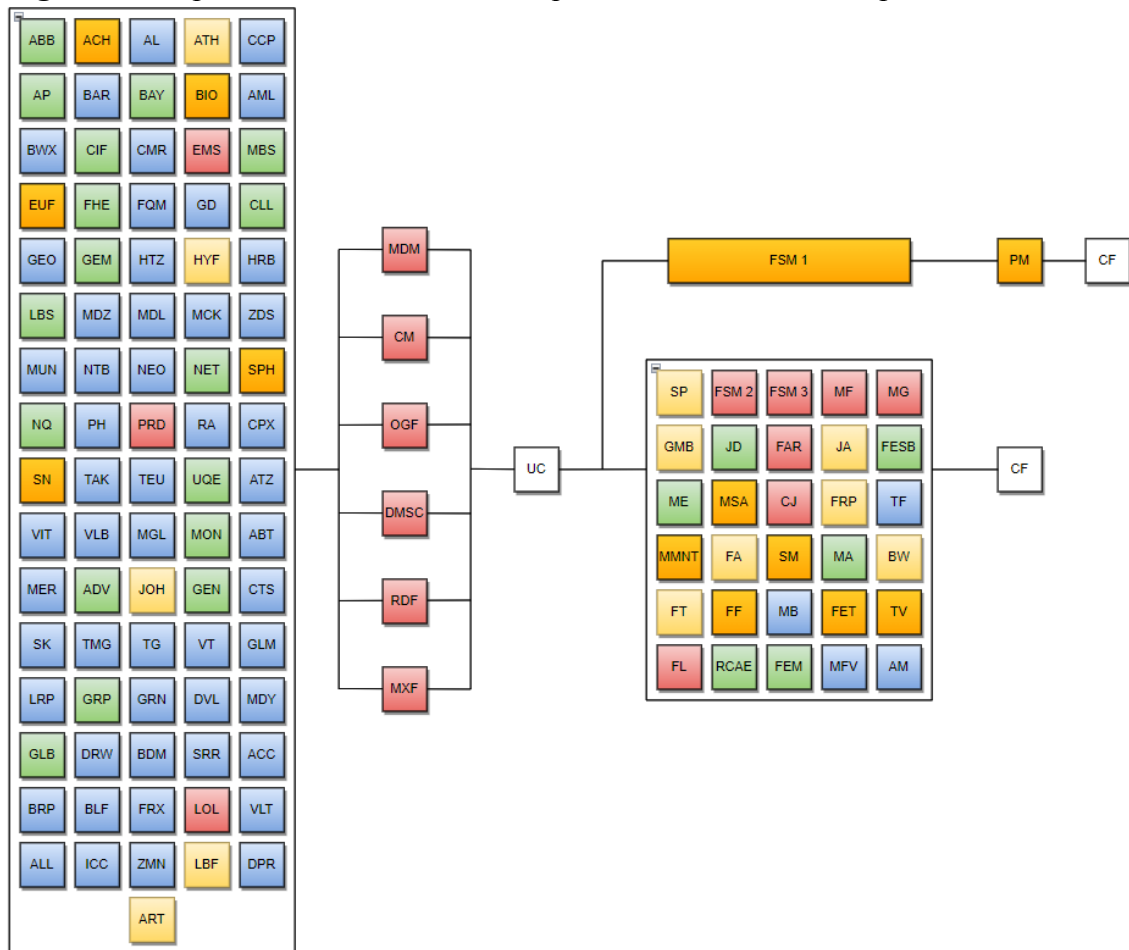 ABB ACH AL ATH CCP
AP BAR BAY BIO AML
BWX CIF CMR EMS MBS
EUF FHE FQM GD CLL
GEO GEM HTZ HYF HRB
LBS MDZ MDL MCK ZDS
MUN NTB NEO NET SPH
NQ PH PRD RA CPX
SN TAK TEU UQE ATZ
VIT VLB MGL MON ABT
MER ADV JOH GEN CTS
SK TMG TG VT GLM
LRP GRP GRN DVL MDY
GLB DRW BDM SRR ACC
BRP BLF FRX LOL VLT
ALL ICC ZMN LBF DPR
ART
MDM
CM
OGF
DMSC
RDF
MXF
UC
FSM 1 PM CF
SP FSM 2 FSM 3 MF MG
GMB JD FAR JA FESB
ME MSA CJ FRP TF
MMNT FA SM MA BW
FT FF MB FET TV
FL RCAE FEM MFV AM
CF